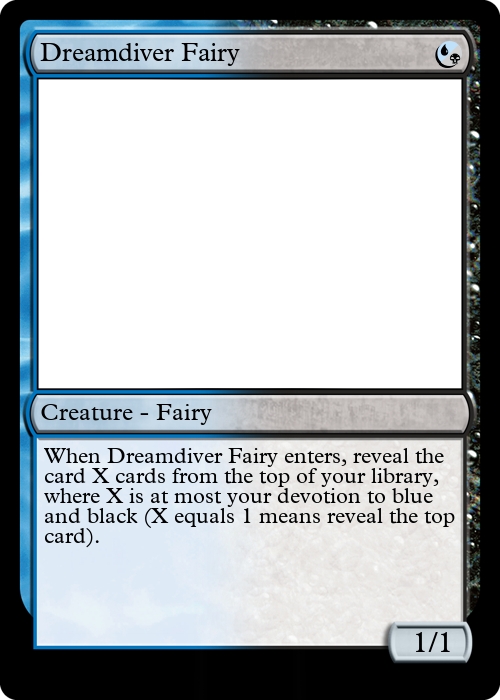 Dreamdiver Fairy
Creature - Fairy
When Dreamdiver Fairy enters, reveal the
card X cards from the top of your library,
where X is at most your devotion to blue
and black (X equals 1 means reveal the top
card).
1/1